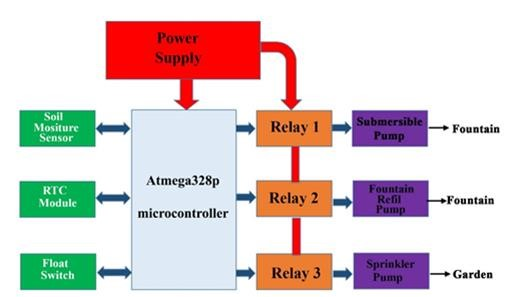 Power
Supply
Soil
Mositure
Sensor
Relay 1
Submersible
Pump
Fountain
Atmega328p
microcontroller
RTC
Module
Relay 2
Fountain
Refil
Pump
Fountain
Float
Switch
Relay 3
Sprinkler
Pump
Garden